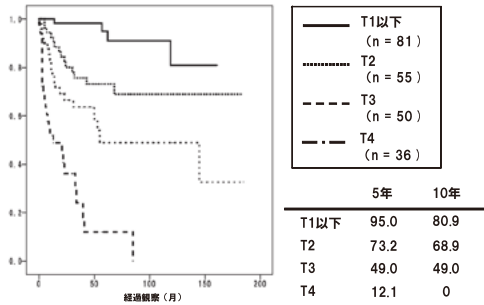 1.0
0.8
0.6
0.4
0.2
0.0
0
50
100
150
200
経過観察（月）
T1以下
（n = 81 ）
T2
（n = 55 ）
T3
（n = 50 ）
T4
（n = 36 ）
5年 10年
T1以下 95.0 80.9
T2 73.2 68.9
T3 49.0 49.0
T4 12.1 0